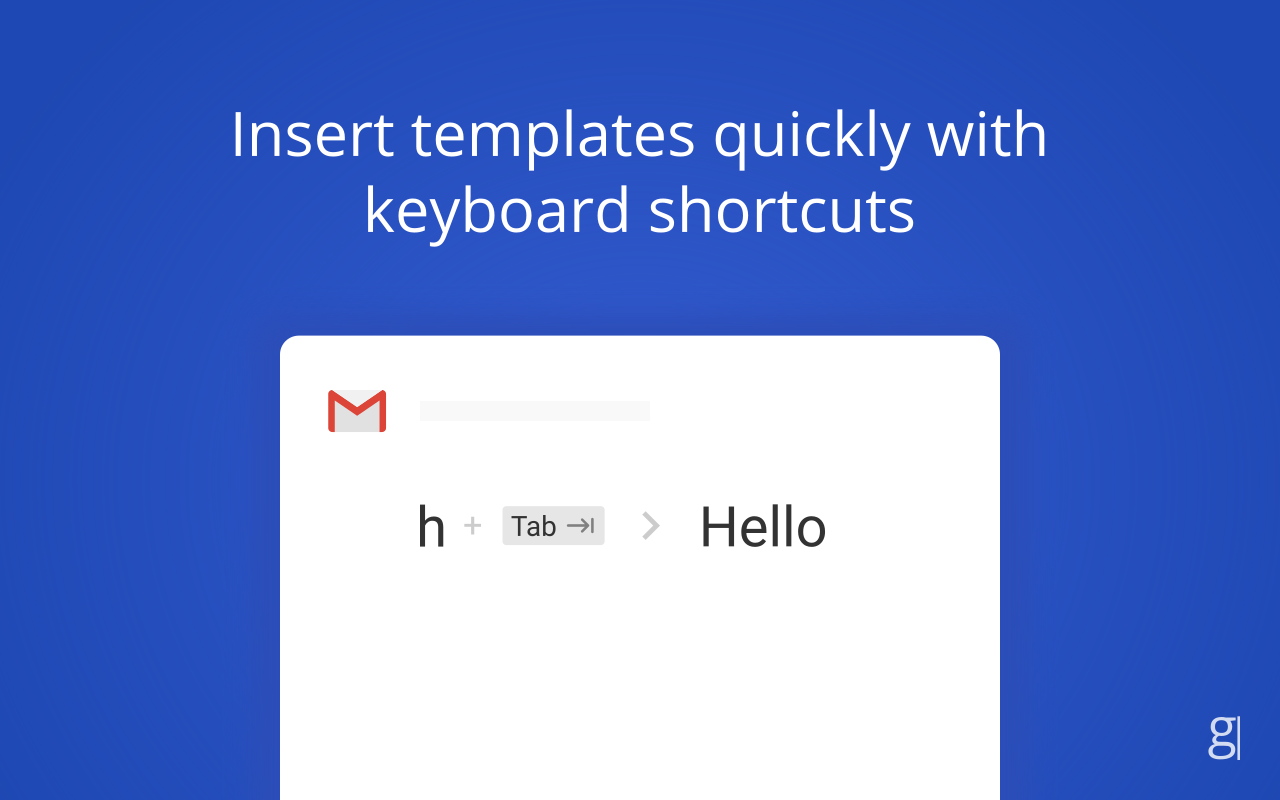 Insert templates quickly with
keyboard shortcuts
h + Tab > Hello
g|